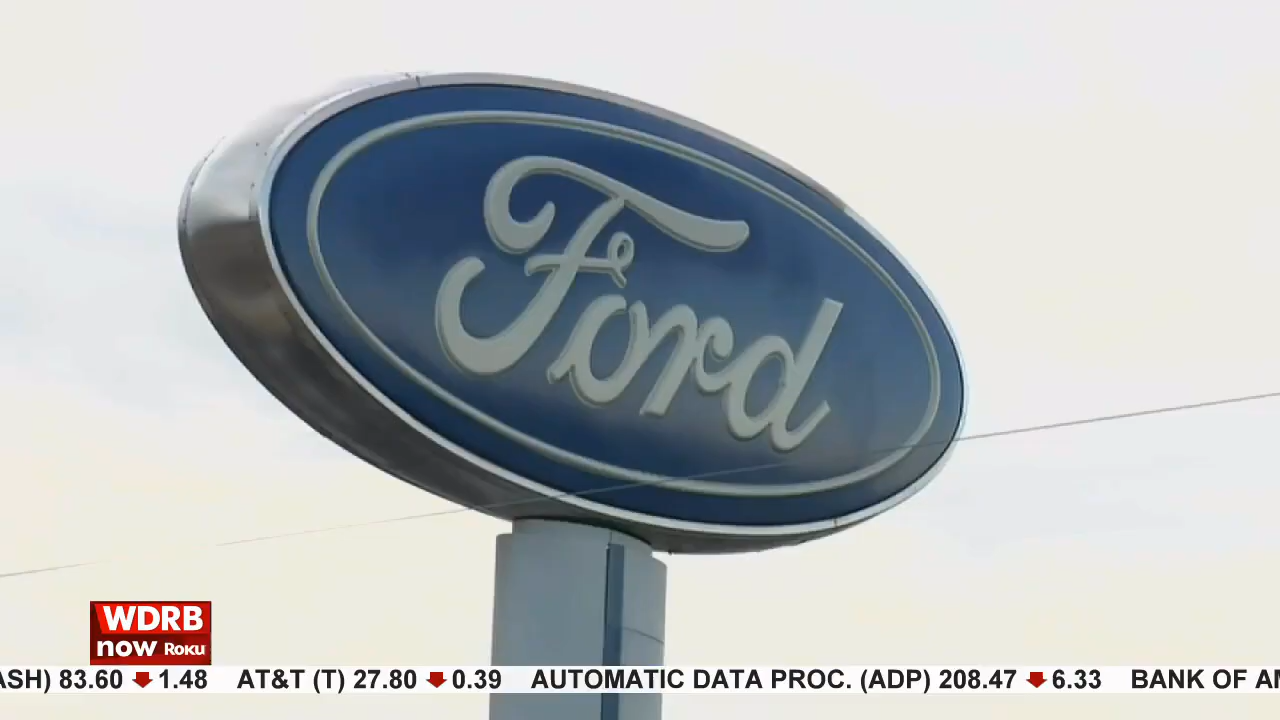 Ford
WDRB
now Roku
ASH) 83.60 1.48 AT&T (T) 27.80 0.39 AUTOMATIC DATA PROC. (ADP) 208.47 6.33 BANK OF AM